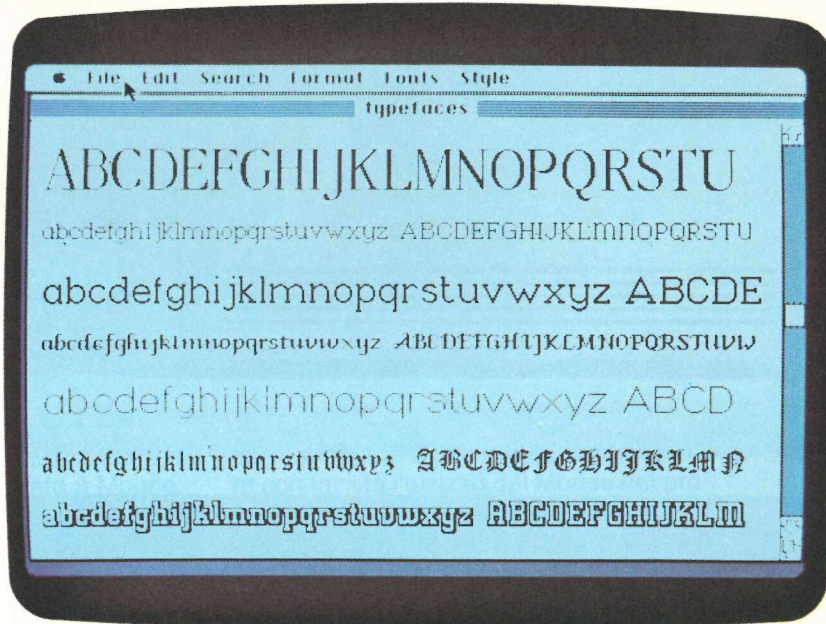 File Edit Search Format Fonts Style
typefaces
ABCDEFGHIJKLMNOPQRSTU
abcdefghijklmnopqrstuvwxyz ABCDEFGHIJKLMNOPQRSTU
abcdefghijklmnopqrstuvwxyz ABCDE
abcdefghijklmnopqrstuvwxyz ABCDEFGHIJKLMNOPQRSTUVW
abcdefghijklmnopqrstuvwxyz ABCD
abcdefghijklmnopqrstuvwxyz ABCDEFGHIJKLMN
abcdefghijklmnopqrstuvwxyz ABCDEFGHIJKLM